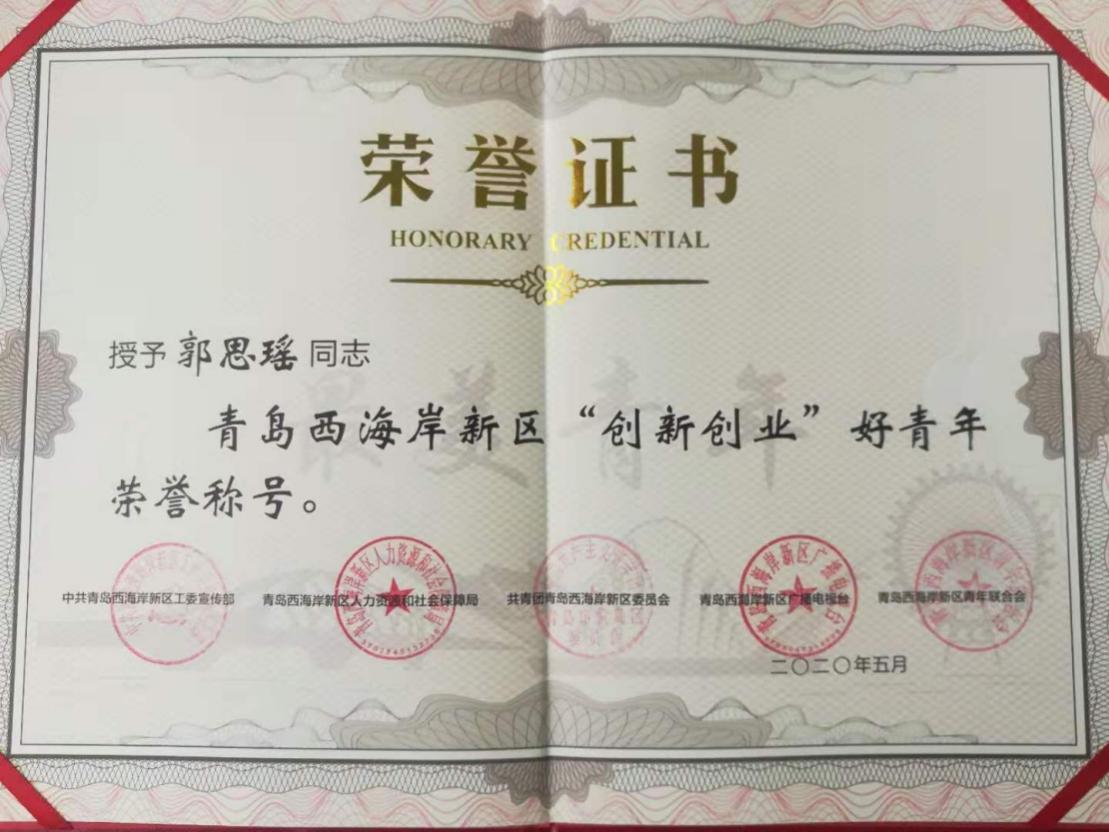 荣誉证书
HONORARY CREDENTIAL
授予 郭思瑶 同志
最美青年
青岛西海岸新区“创新创业”好青年
荣誉称号。
中共青岛西海岸新区工委宣传部 青岛西海岸新区人力资源和社会保障局 共青团青岛西海岸新区委员会 青岛西海岸新区广播电视台 青岛西海岸新区青年联合会
二〇二〇年五月